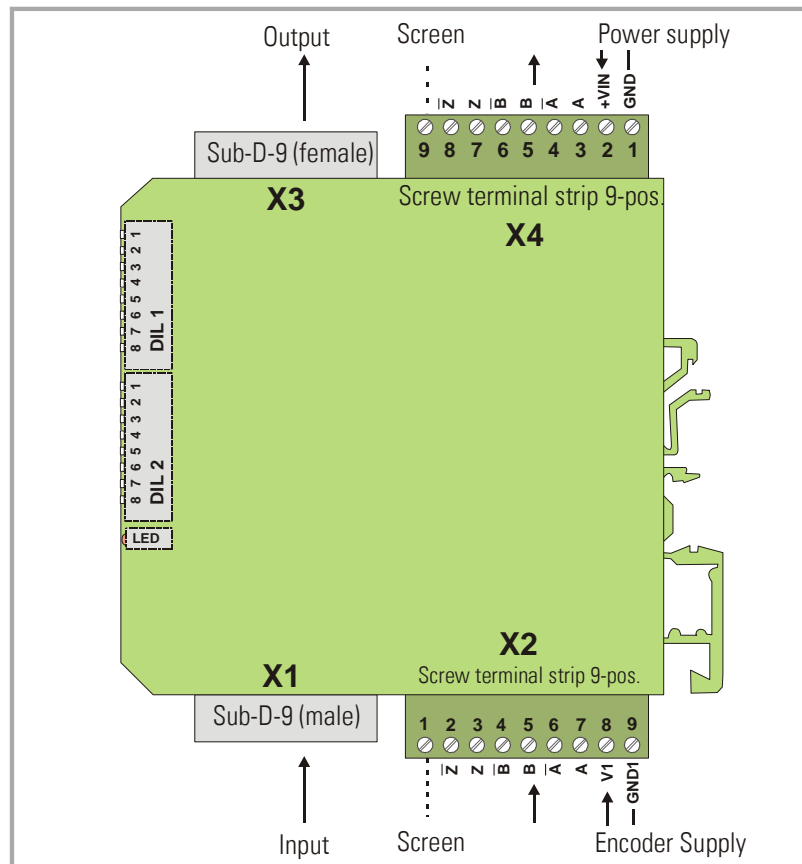 Output Screen Power supply
Z̅ Z B̅ B A̅ A +VIN GND
9 8 7 6 5 4 3 2 1
Sub-D-9 (female)
X3
Screw terminal strip 9-pos.
X4
1 2 3 4 5 6 7 8
DIL 1
1 2 3 4 5 6 7 8
DIL 2
LED
X2
Screw terminal strip 9-pos.
X1
Sub-D-9 (male)
1 2 3 4 5 6 7 8 9
Z̅ Z B̅ B A̅ A V1 GND1
Input Screen Encoder Supply